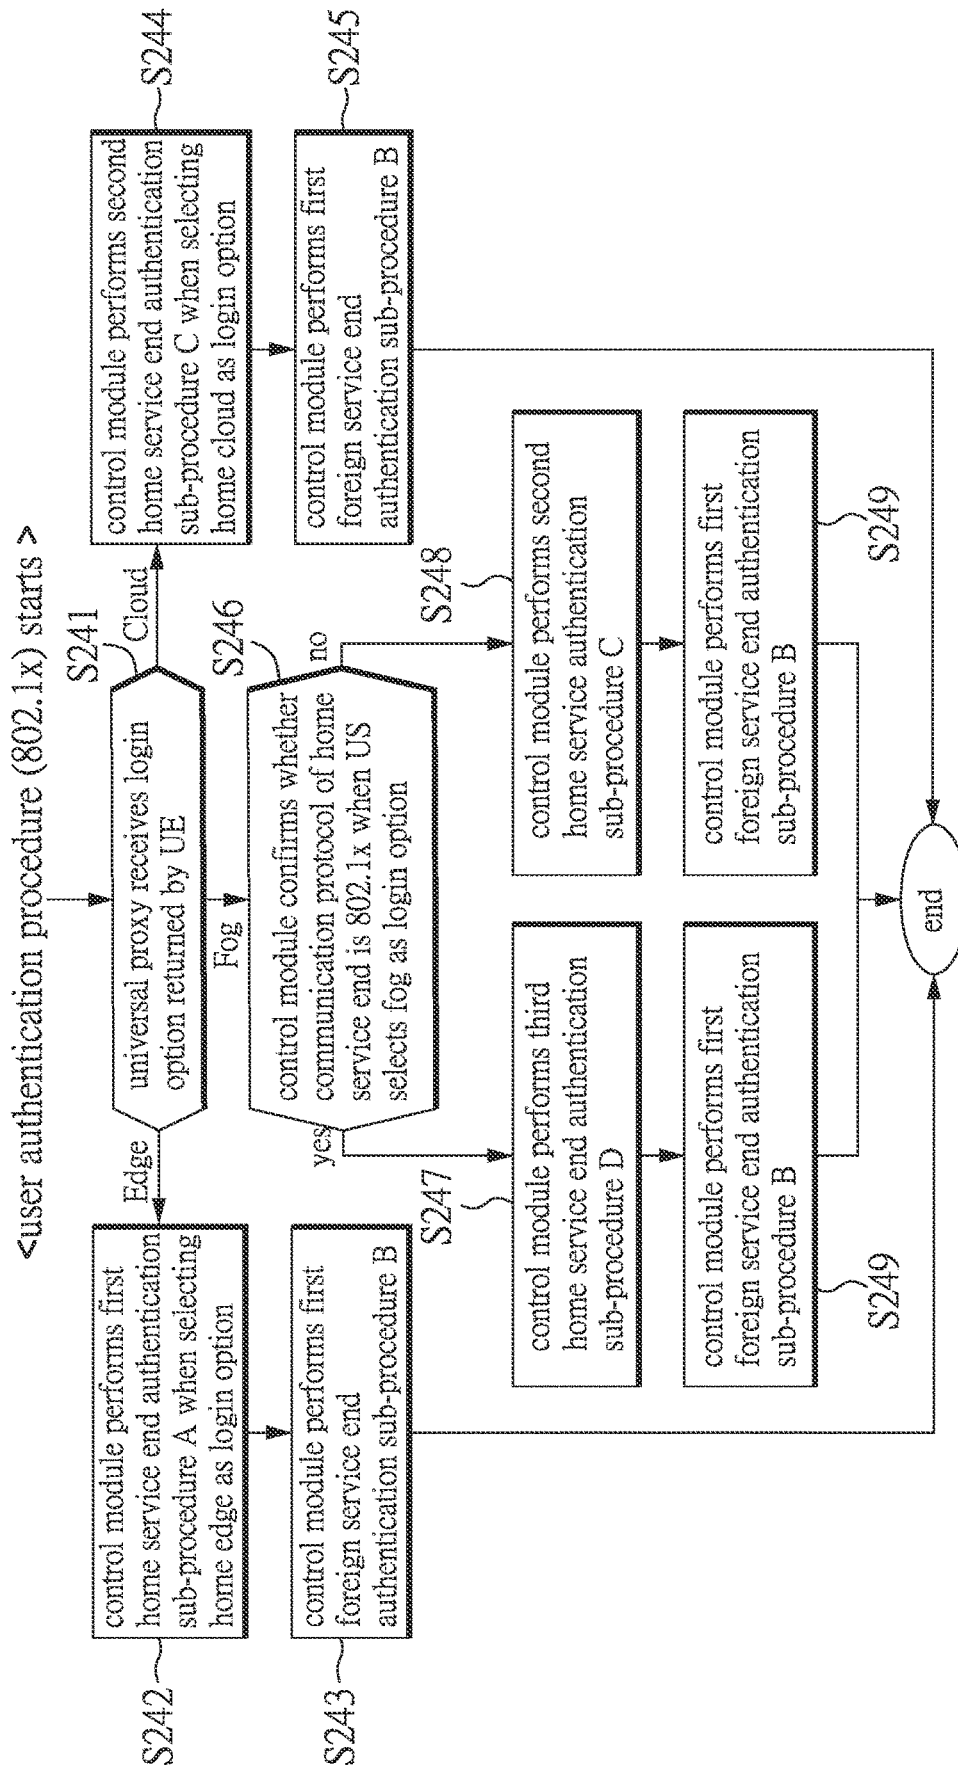 <user authentication procedure (802.1x) starts >
S241
universal proxy receives login
option returned by UE
Edge
Cloud
Fog
S242
control module performs first
home service end authentication
sub-procedure A when selecting
home edge as login option
S243
control module performs first
foreign service end
authentication sub-procedure B
S244
control module performs second
home service end authentication
sub-procedure C when selecting
home cloud as login option
S245
control module performs first
foreign service end
authentication sub-procedure B
S246
control module confirms whether
communication protocol of home
service end is 802.1x when US
selects fog as login option
yes
no
S247
control module performs third
home service end authentication
sub-procedure D
S249
control module performs first
foreign service end authentication
sub-procedure B
S248
control module performs second
home service authentication
sub-procedure C
S249
control module performs first
foreign service end authentication
sub-procedure B
end